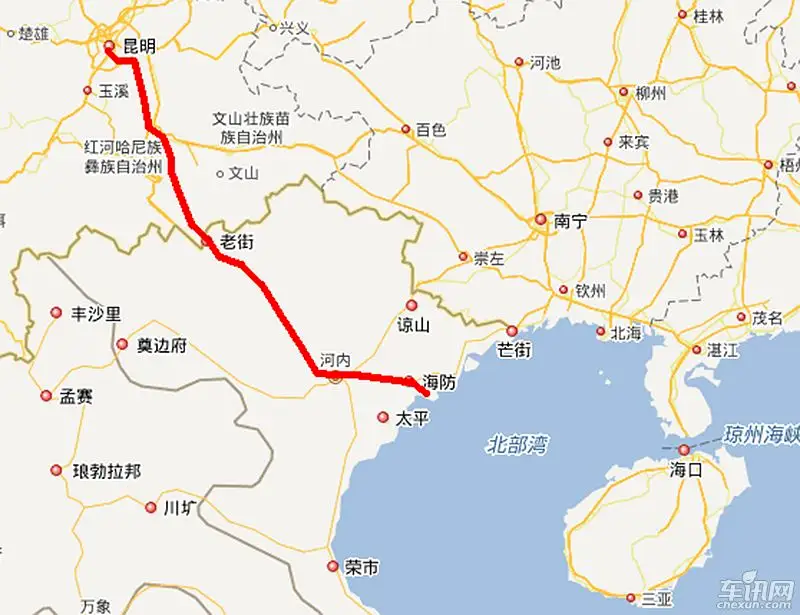 桂林
楚雄
兴义
昆明
河池
玉溪
柳州
文山壮族苗
族自治州
百色
来宾
红河哈尼族
彝族自治州
梧州
文山
贵港
南宁
玉林
老街
崇左
钦州
丰沙里
谅山
茂名
北海
奠边府
芒街
湛江
河内
海防
孟赛
太平
北部湾
琼州海峡
琅勃拉邦
海口
川圹
荣市
万象
三亚
车讯网
chexun.com